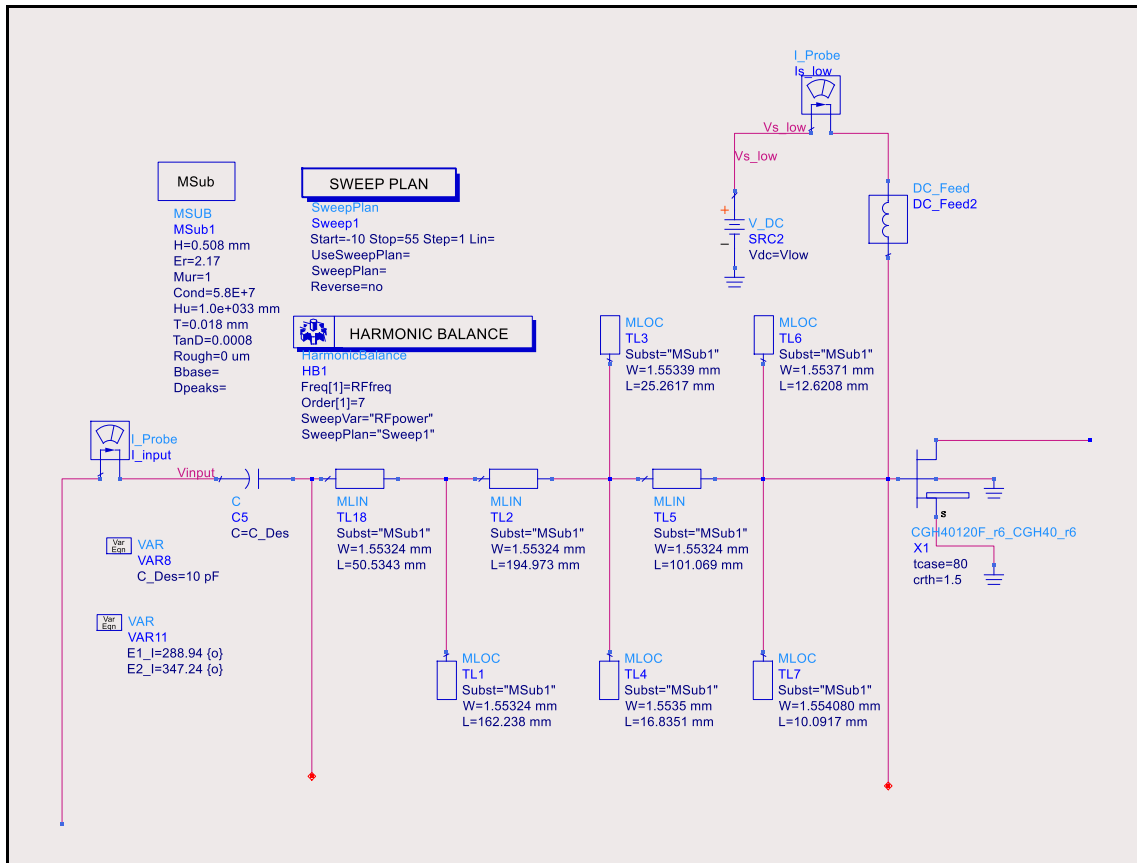 I_Probe
Is_low
Vs_low
Vs_low
V_DC
SRC2
Vdc=Vlow
DC_Feed
DC_Feed2
MSub
MSUB
MSub1
H=0.508 mm
Er=2.17
Mur=1
Cond=5.8E+7
Hu=1.0e+033 mm
T=0.018 mm
TanD=0.0008
Rough=0 um
Bbase=
Dpeaks=
SWEEP PLAN
SweepPlan
Sweep1
Start=-10 Stop=55 Step=1 Lin=
UseSweepPlan=
SweepPlan=
Reverse=no
HARMONIC BALANCE
HarmonicBalance
HB1
Freq[1]=RFfreq
Order[1]=7
SweepVar="RFpower"
SweepPlan="Sweep1"
MLOC
TL3
Subst="MSub1"
W=1.55339 mm
L=25.2617 mm
MLOC
TL6
Subst="MSub1"
W=1.55371 mm
L=12.6208 mm
I_Probe
I_input
Vinput
C
C5
C=C_Des
MLIN
TL18
Subst="MSub1"
W=1.55324 mm
L=50.5343 mm
MLIN
TL2
Subst="MSub1"
W=1.55324 mm
L=194.973 mm
MLIN
TL5
Subst="MSub1"
W=1.55324 mm
L=101.069 mm
s
CGH40120F_r6_CGH40_r6
X1
tcase=80
crth=1.5
Var
Eqn
VAR
VAR8
C_Des=10 pF
Var
Eqn
VAR
VAR11
E1_I=288.94 {o}
E2_I=347.24 {o}
MLOC
TL1
Subst="MSub1"
W=1.55324 mm
L=162.238 mm
MLOC
TL4
Subst="MSub1"
W=1.5535 mm
L=16.8351 mm
MLOC
TL7
Subst="MSub1"
W=1.554080 mm
L=10.0917 mm